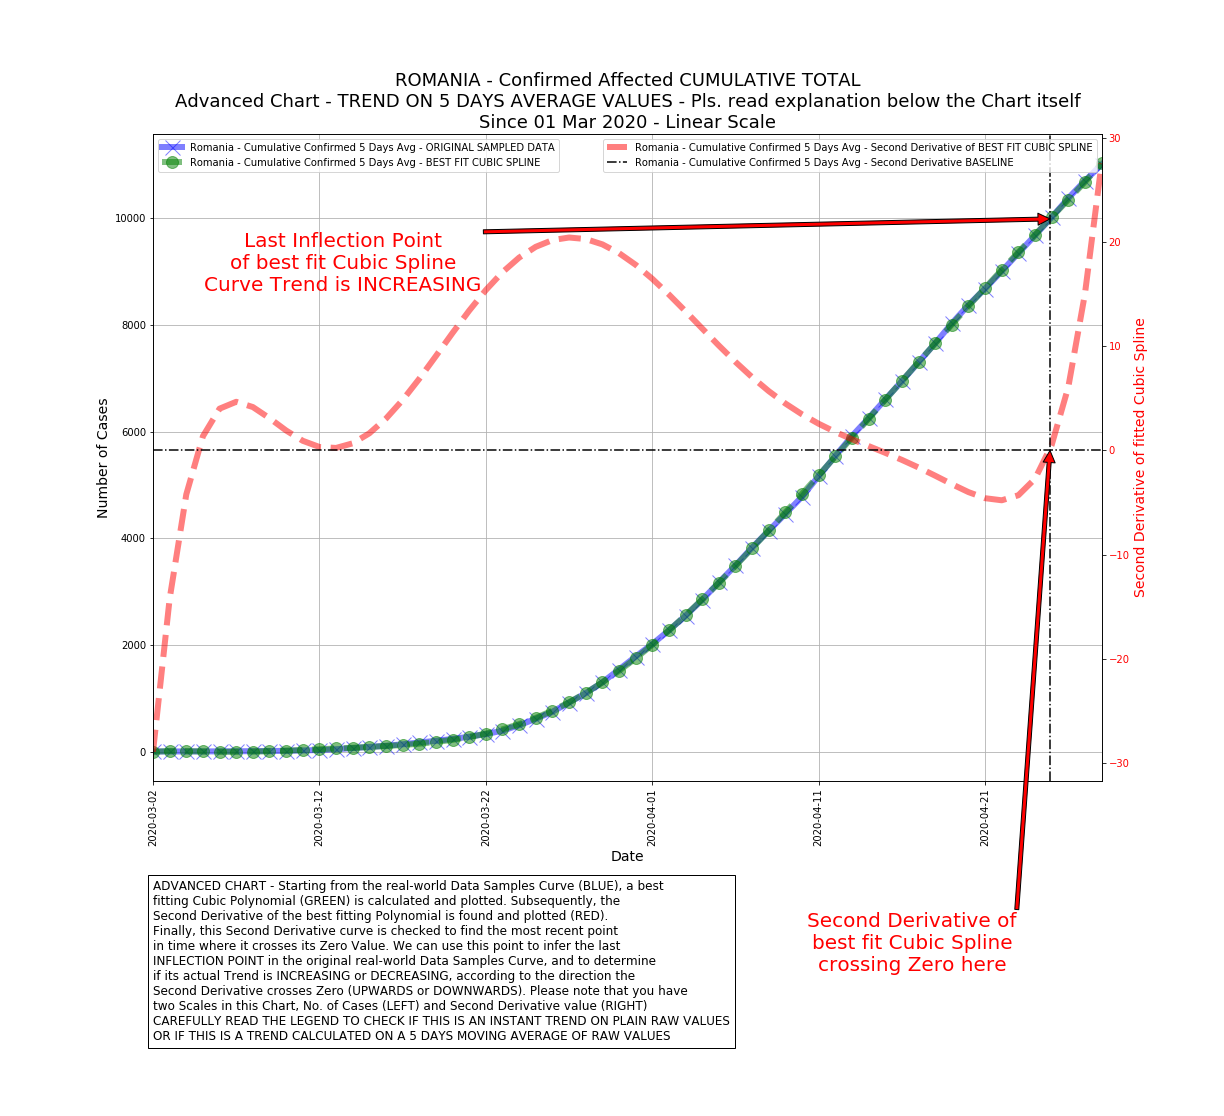 ROMANIA - Confirmed Affected CUMULATIVE TOTAL
Advanced Chart - TREND ON 5 DAYS AVERAGE VALUES - Pls. read explanation below the Chart itself
Since 01 Mar 2020 - Linear Scale
Romania - Cumulative Confirmed 5 Days Avg - ORIGINAL SAMPLED DATA
Romania - Cumulative Confirmed 5 Days Avg - BEST FIT CUBIC SPLINE
Romania - Cumulative Confirmed 5 Days Avg - Second Derivative of BEST FIT CUBIC SPLINE
Romania - Cumulative Confirmed 5 Days Avg - Second Derivative BASELINE
Last Inflection Point
of best fit Cubic Spline
Curve Trend is INCREASING
Number of Cases
10000
8000
6000
4000
2000
0
30
20
10
0
−10
−20
−30
Second Derivative of fitted Cubic Spline
2020-03-02
2020-03-12
2020-03-22
2020-04-01
2020-04-11
2020-04-21
Date
ADVANCED CHART - Starting from the real-world Data Samples Curve (BLUE), a best
fitting Cubic Polynomial (GREEN) is calculated and plotted. Subsequently, the
Second Derivative of the best fitting Polynomial is found and plotted (RED).
Finally, this Second Derivative curve is checked to find the most recent point
in time where it crosses its Zero Value. We can use this point to infer the last
INFLECTION POINT in the original real-world Data Samples Curve, and to determine
if its actual Trend is INCREASING or DECREASING, according to the direction the
Second Derivative crosses Zero (UPWARDS or DOWNWARDS). Please note that you have
two Scales in this Chart, No. of Cases (LEFT) and Second Derivative value (RIGHT)
CAREFULLY READ THE LEGEND TO CHECK IF THIS IS AN INSTANT TREND ON PLAIN RAW VALUES
OR IF THIS IS A TREND CALCULATED ON A 5 DAYS MOVING AVERAGE OF RAW VALUES
Second Derivative of
best fit Cubic Spline
crossing Zero here